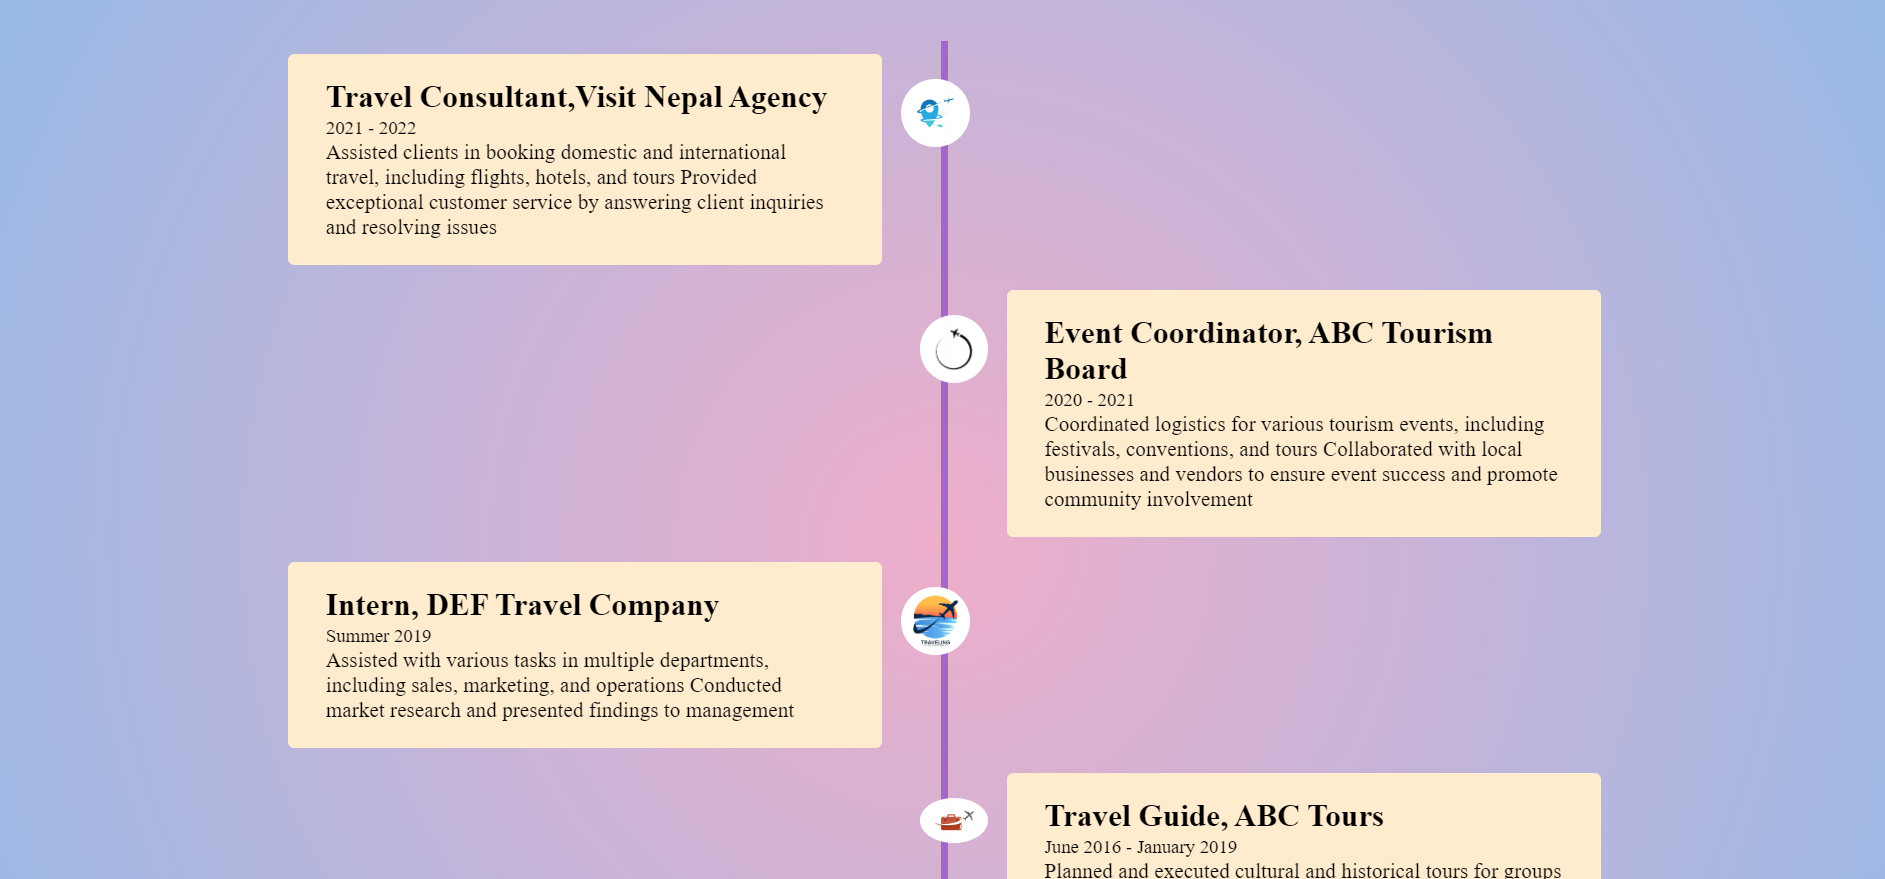 Travel Consultant,Visit Nepal Agency
2021 - 2022
Assisted clients in booking domestic and international
travel, including flights, hotels, and tours Provided
exceptional customer service by answering client inquiries
and resolving issues
Event Coordinator, ABC Tourism
Board
2020 - 2021
Coordinated logistics for various tourism events, including
festivals, conventions, and tours Collaborated with local
businesses and vendors to ensure event success and promote
community involvement
Intern, DEF Travel Company
Summer 2019
Assisted with various tasks in multiple departments,
including sales, marketing, and operations Conducted
market research and presented findings to management
TRAVELING
Travel Guide, ABC Tours
June 2016 - January 2019
Planned and executed cultural and historical tours for groups